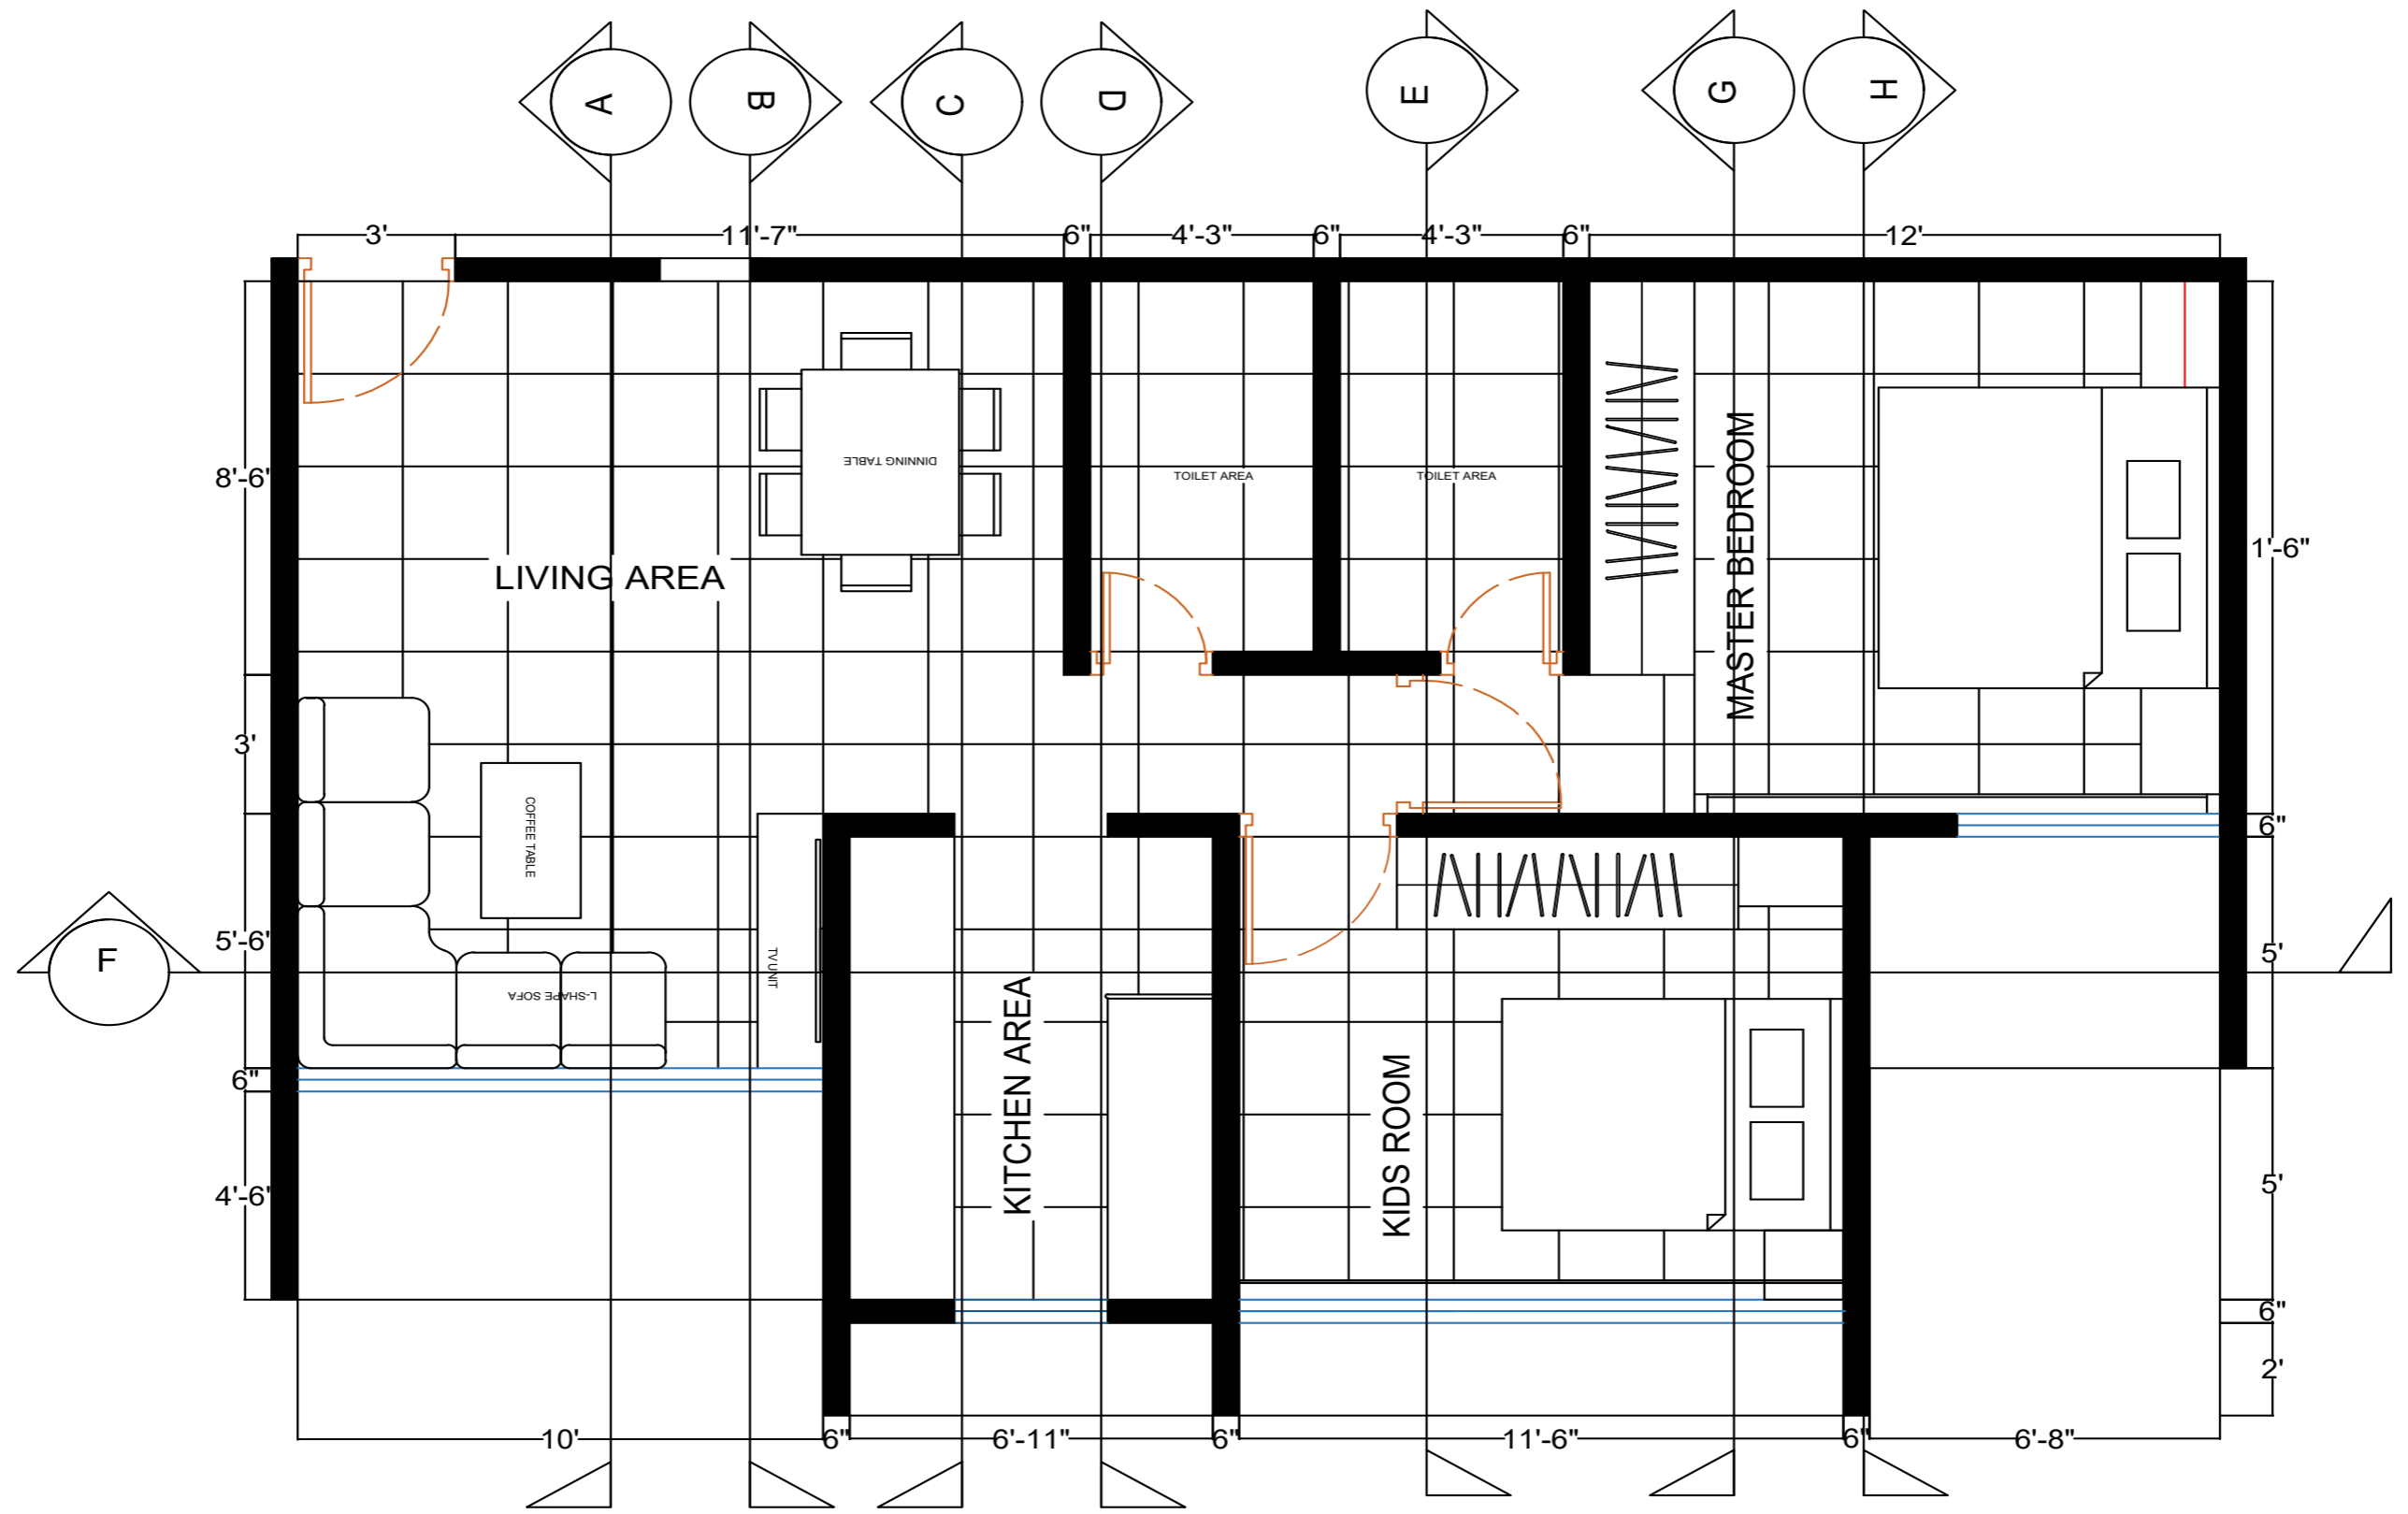 A
B
C
D
E
G
H
3'
11'-7"
6"
4'-3"
6"
4'-3"
6"
12'
8'-6"
DINNING TABLE
TOILET AREA
TOILET AREA
MASTER BEDROOM
1'-6"
LIVING AREA
3'
COFFEE TABLE
6"
F
5'-6"
TV UNIT
5'
L-SHAPE SOFA
KITCHEN AREA
KIDS ROOM
6"
4'-6"
5'
6"
2'
10'
6"
6'-11"
6"
11'-6"
6"
6'-8"